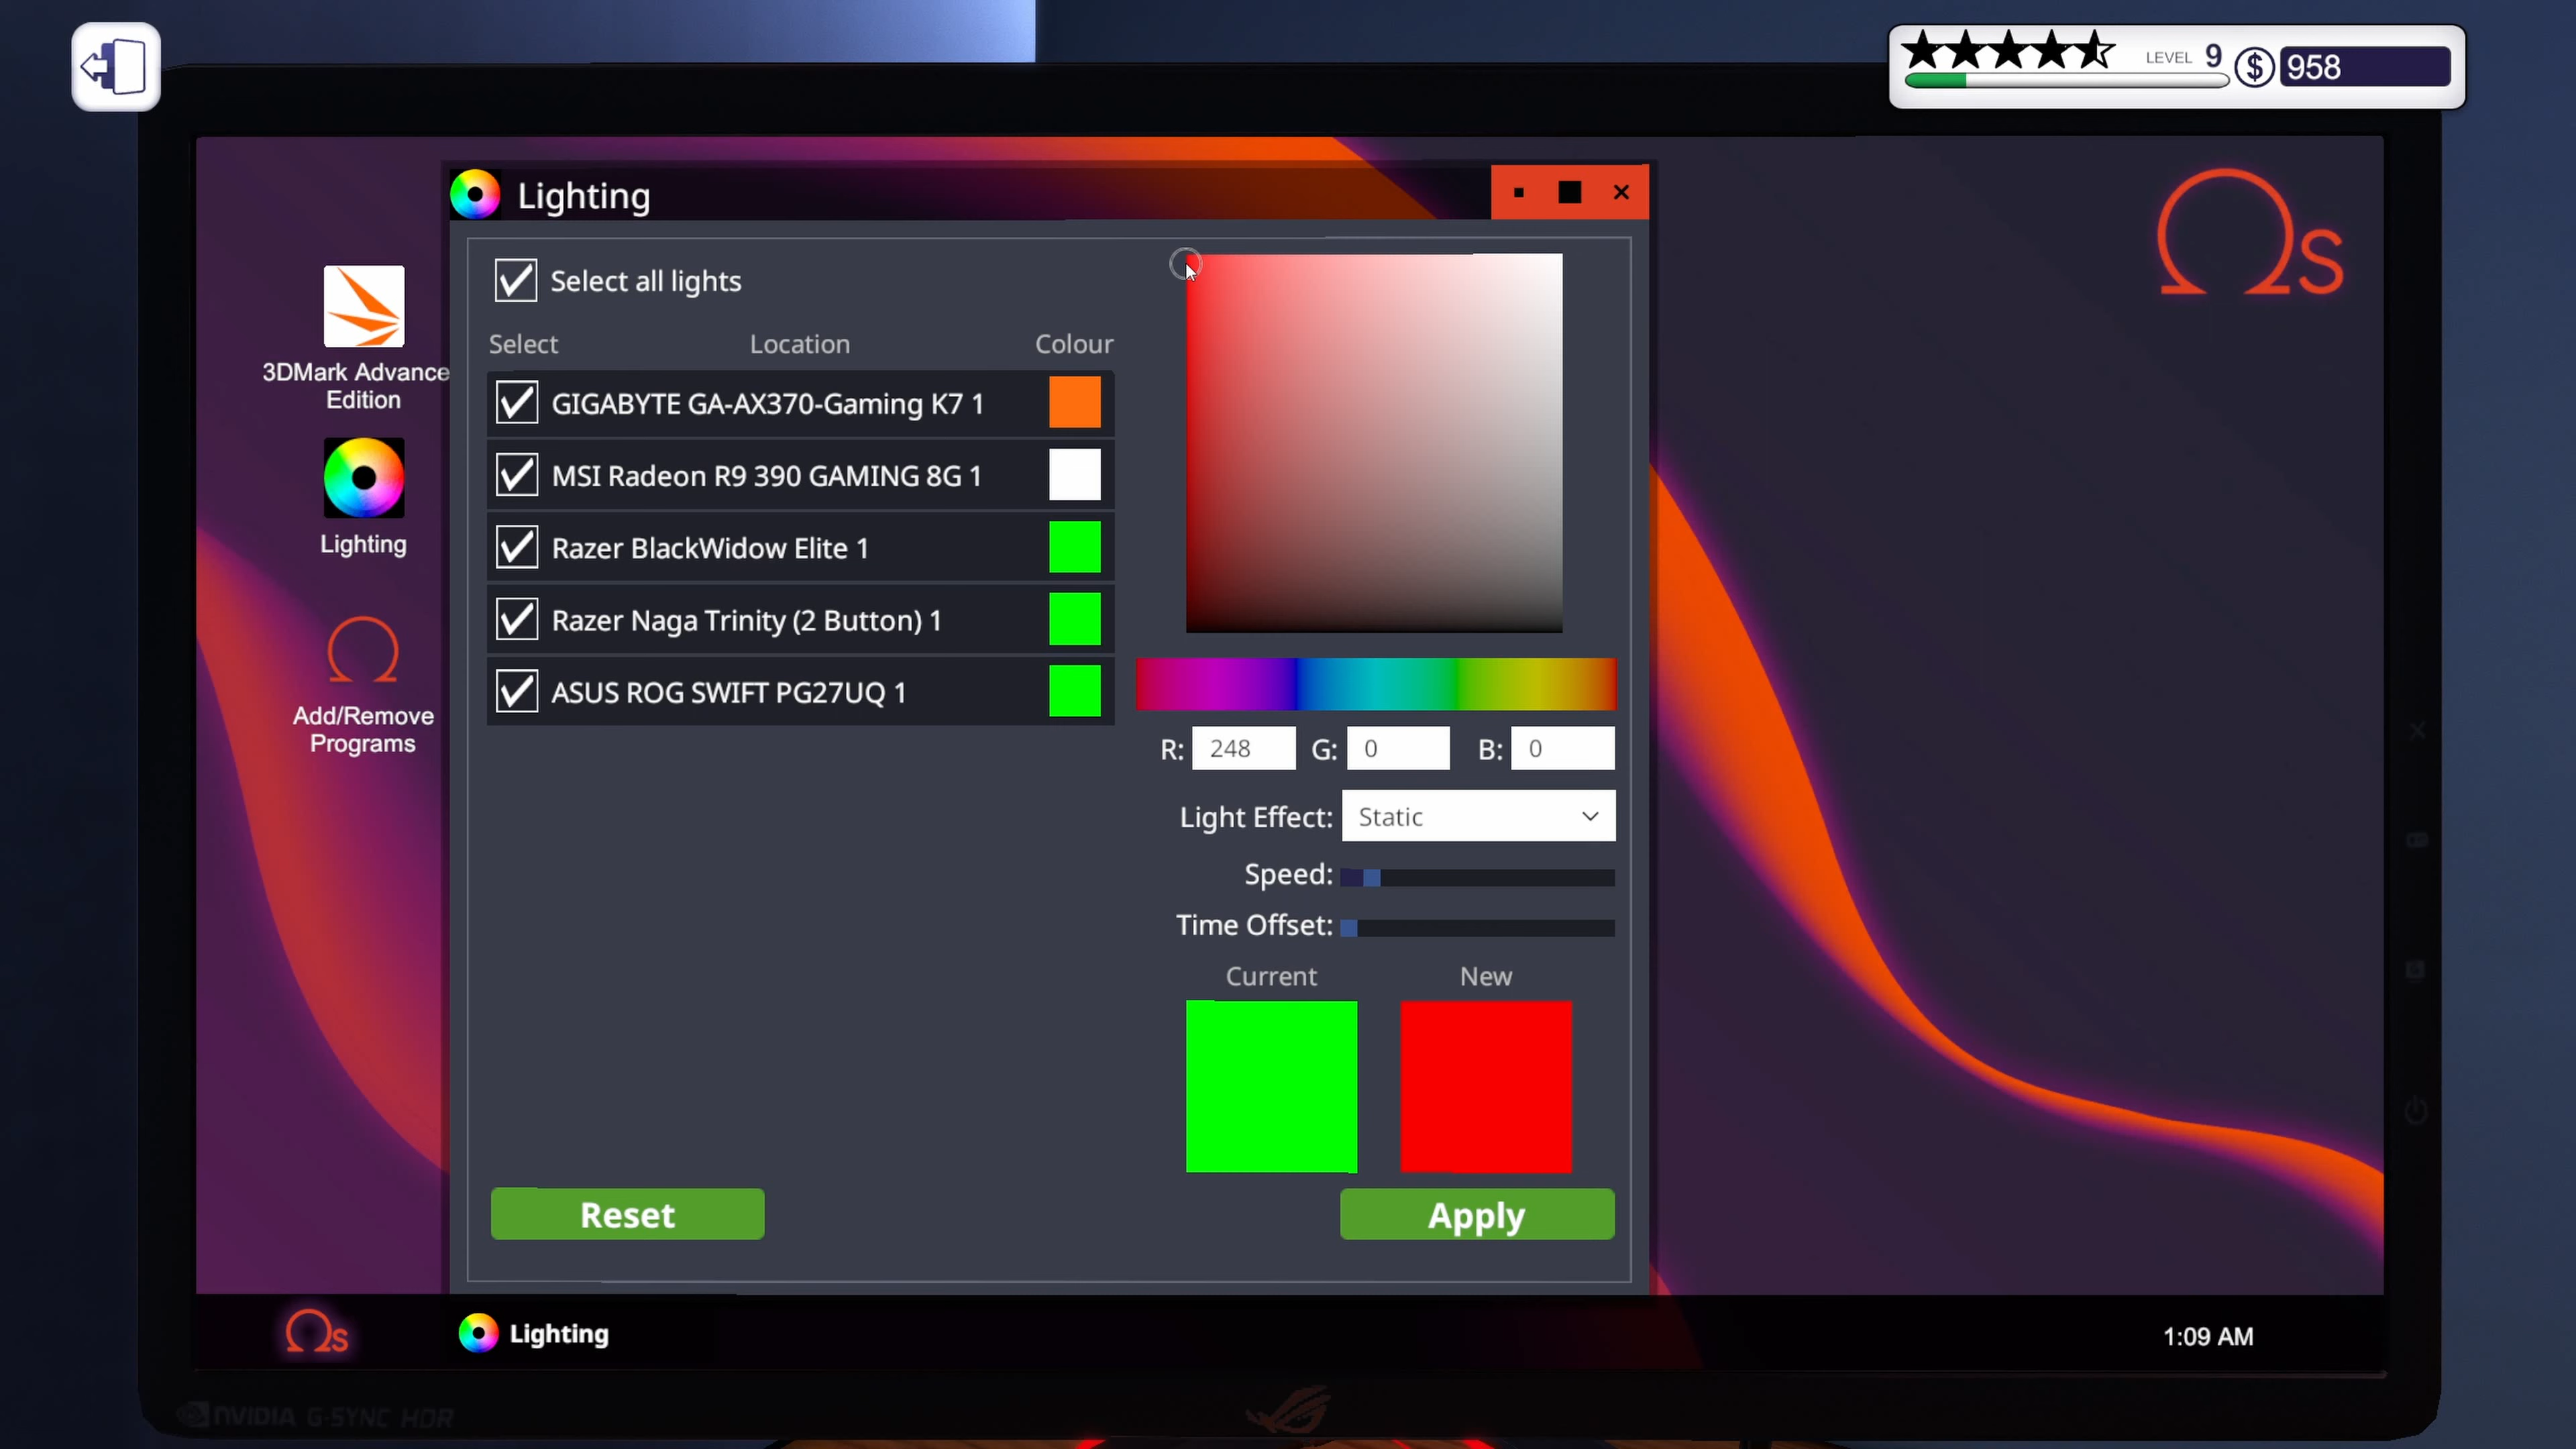 LEVEL 9
958
Lighting
Ωs
Select all lights
Select Location Colour
GIGABYTE GA-AX370-Gaming K7 1
MSI Radeon R9 390 GAMING 8G 1
Razer BlackWidow Elite 1
Razer Naga Trinity (2 Button) 1
ASUS ROG SWIFT PG27UQ 1
3DMark Advance
Edition
Lighting
Add/Remove
Programs
R: 248 G: 0 B: 0
Light Effect: Static
Speed:
Time Offset:
Current New
Reset Apply
Ωs Lighting 1:09 AM
NVIDIA G-SYNC HDR